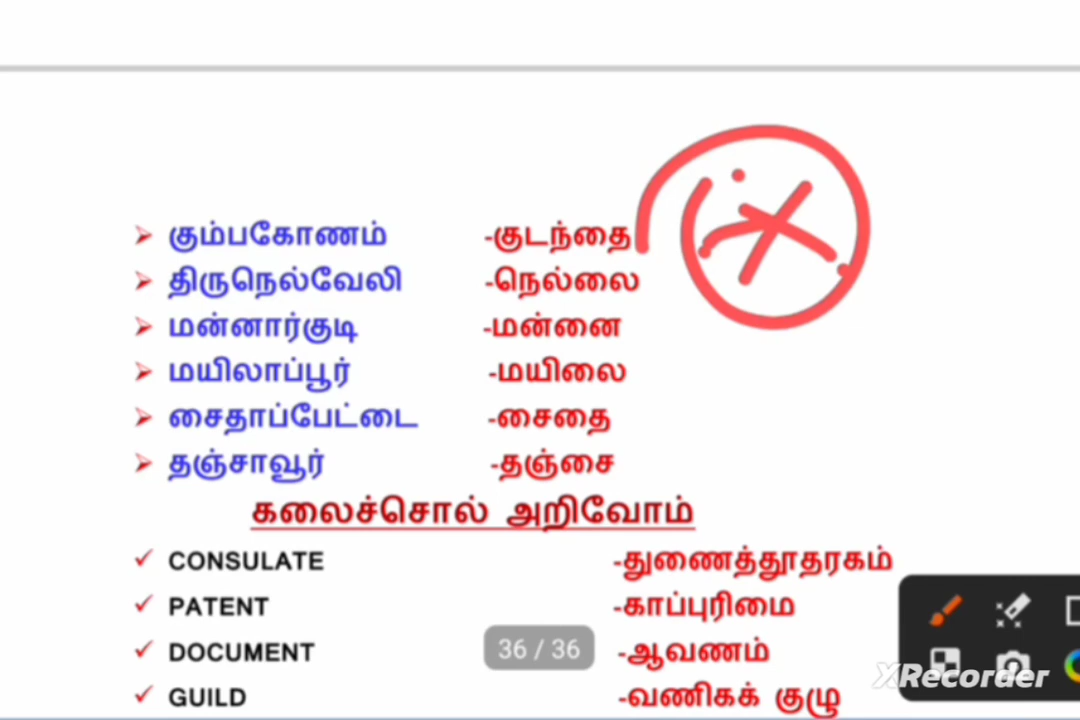 கும்பகோணம் -குடந்தை
திருநெல்வேலி -நெல்லை
மன்னார்குடி -மன்னை
மயிலாப்பூர் -மயிலை
சைதாப்பேட்டை -சைதை
தஞ்சாவூர் -தஞ்சை
கலைச்சொல் அறிவோம்
CONSULATE -துணைத்தூதரகம்
PATENT -காப்புரிமை
DOCUMENT -ஆவணம்
36 / 36
GUILD -வணிகக் குழு
XRecorder